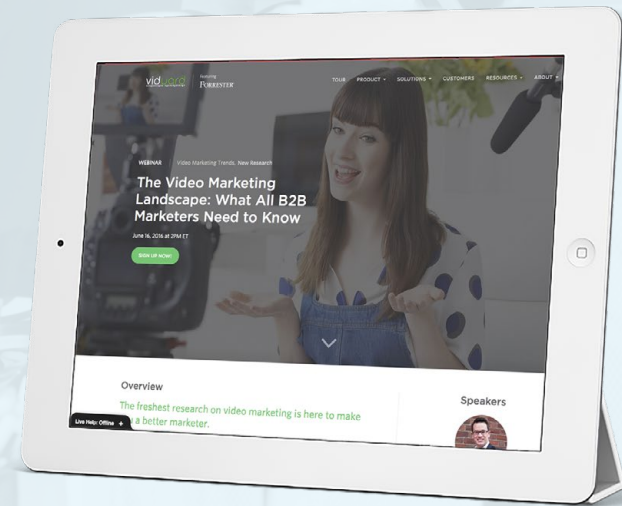 vidyard
featuring
FORRESTER
TOUR PRODUCT SOLUTIONS CUSTOMERS RESOURCES ABOUT
WEBINAR Video Marketing Trends, New Research
The Video Marketing
Landscape: What All B2B
Marketers Need to Know
June 16, 2016 at 2PM ET
SIGN UP NOW!
Overview
The freshest research on video marketing is here to make
a better marketer.
Speakers
Live Help: Offline +